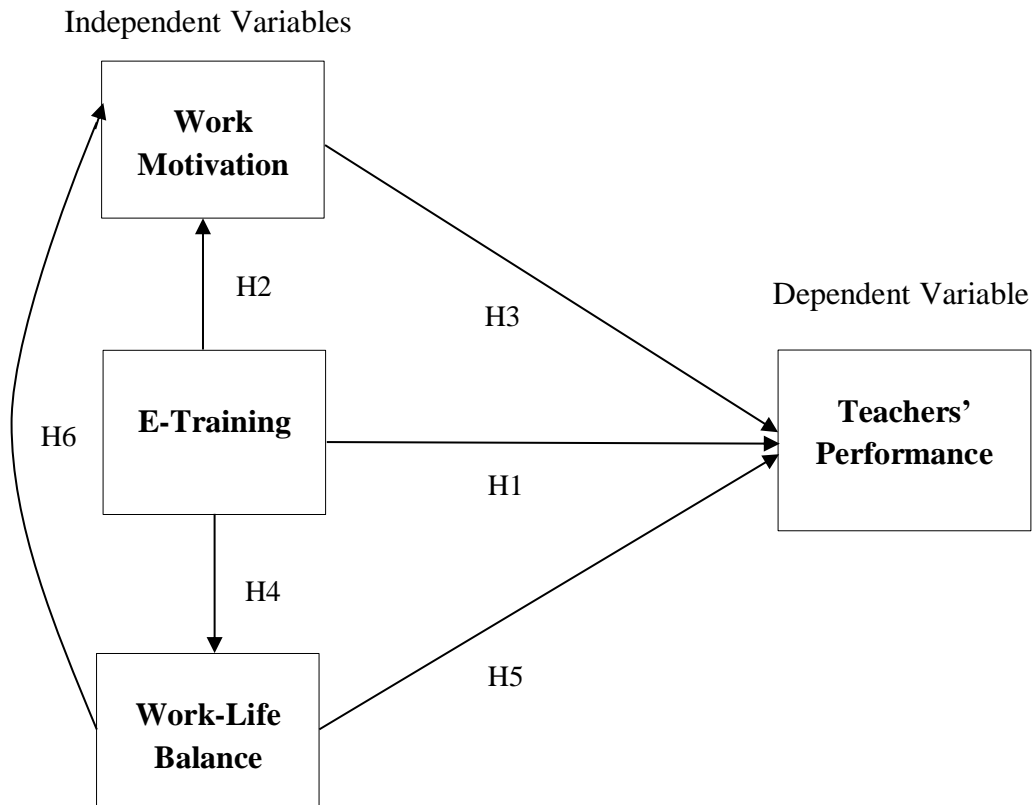 Independent Variables
Work
Motivation
H2
H3
Dependent Variable
E-Training
Teachers’
Performance
H6
H1
H4
H5
Work-Life
Balance